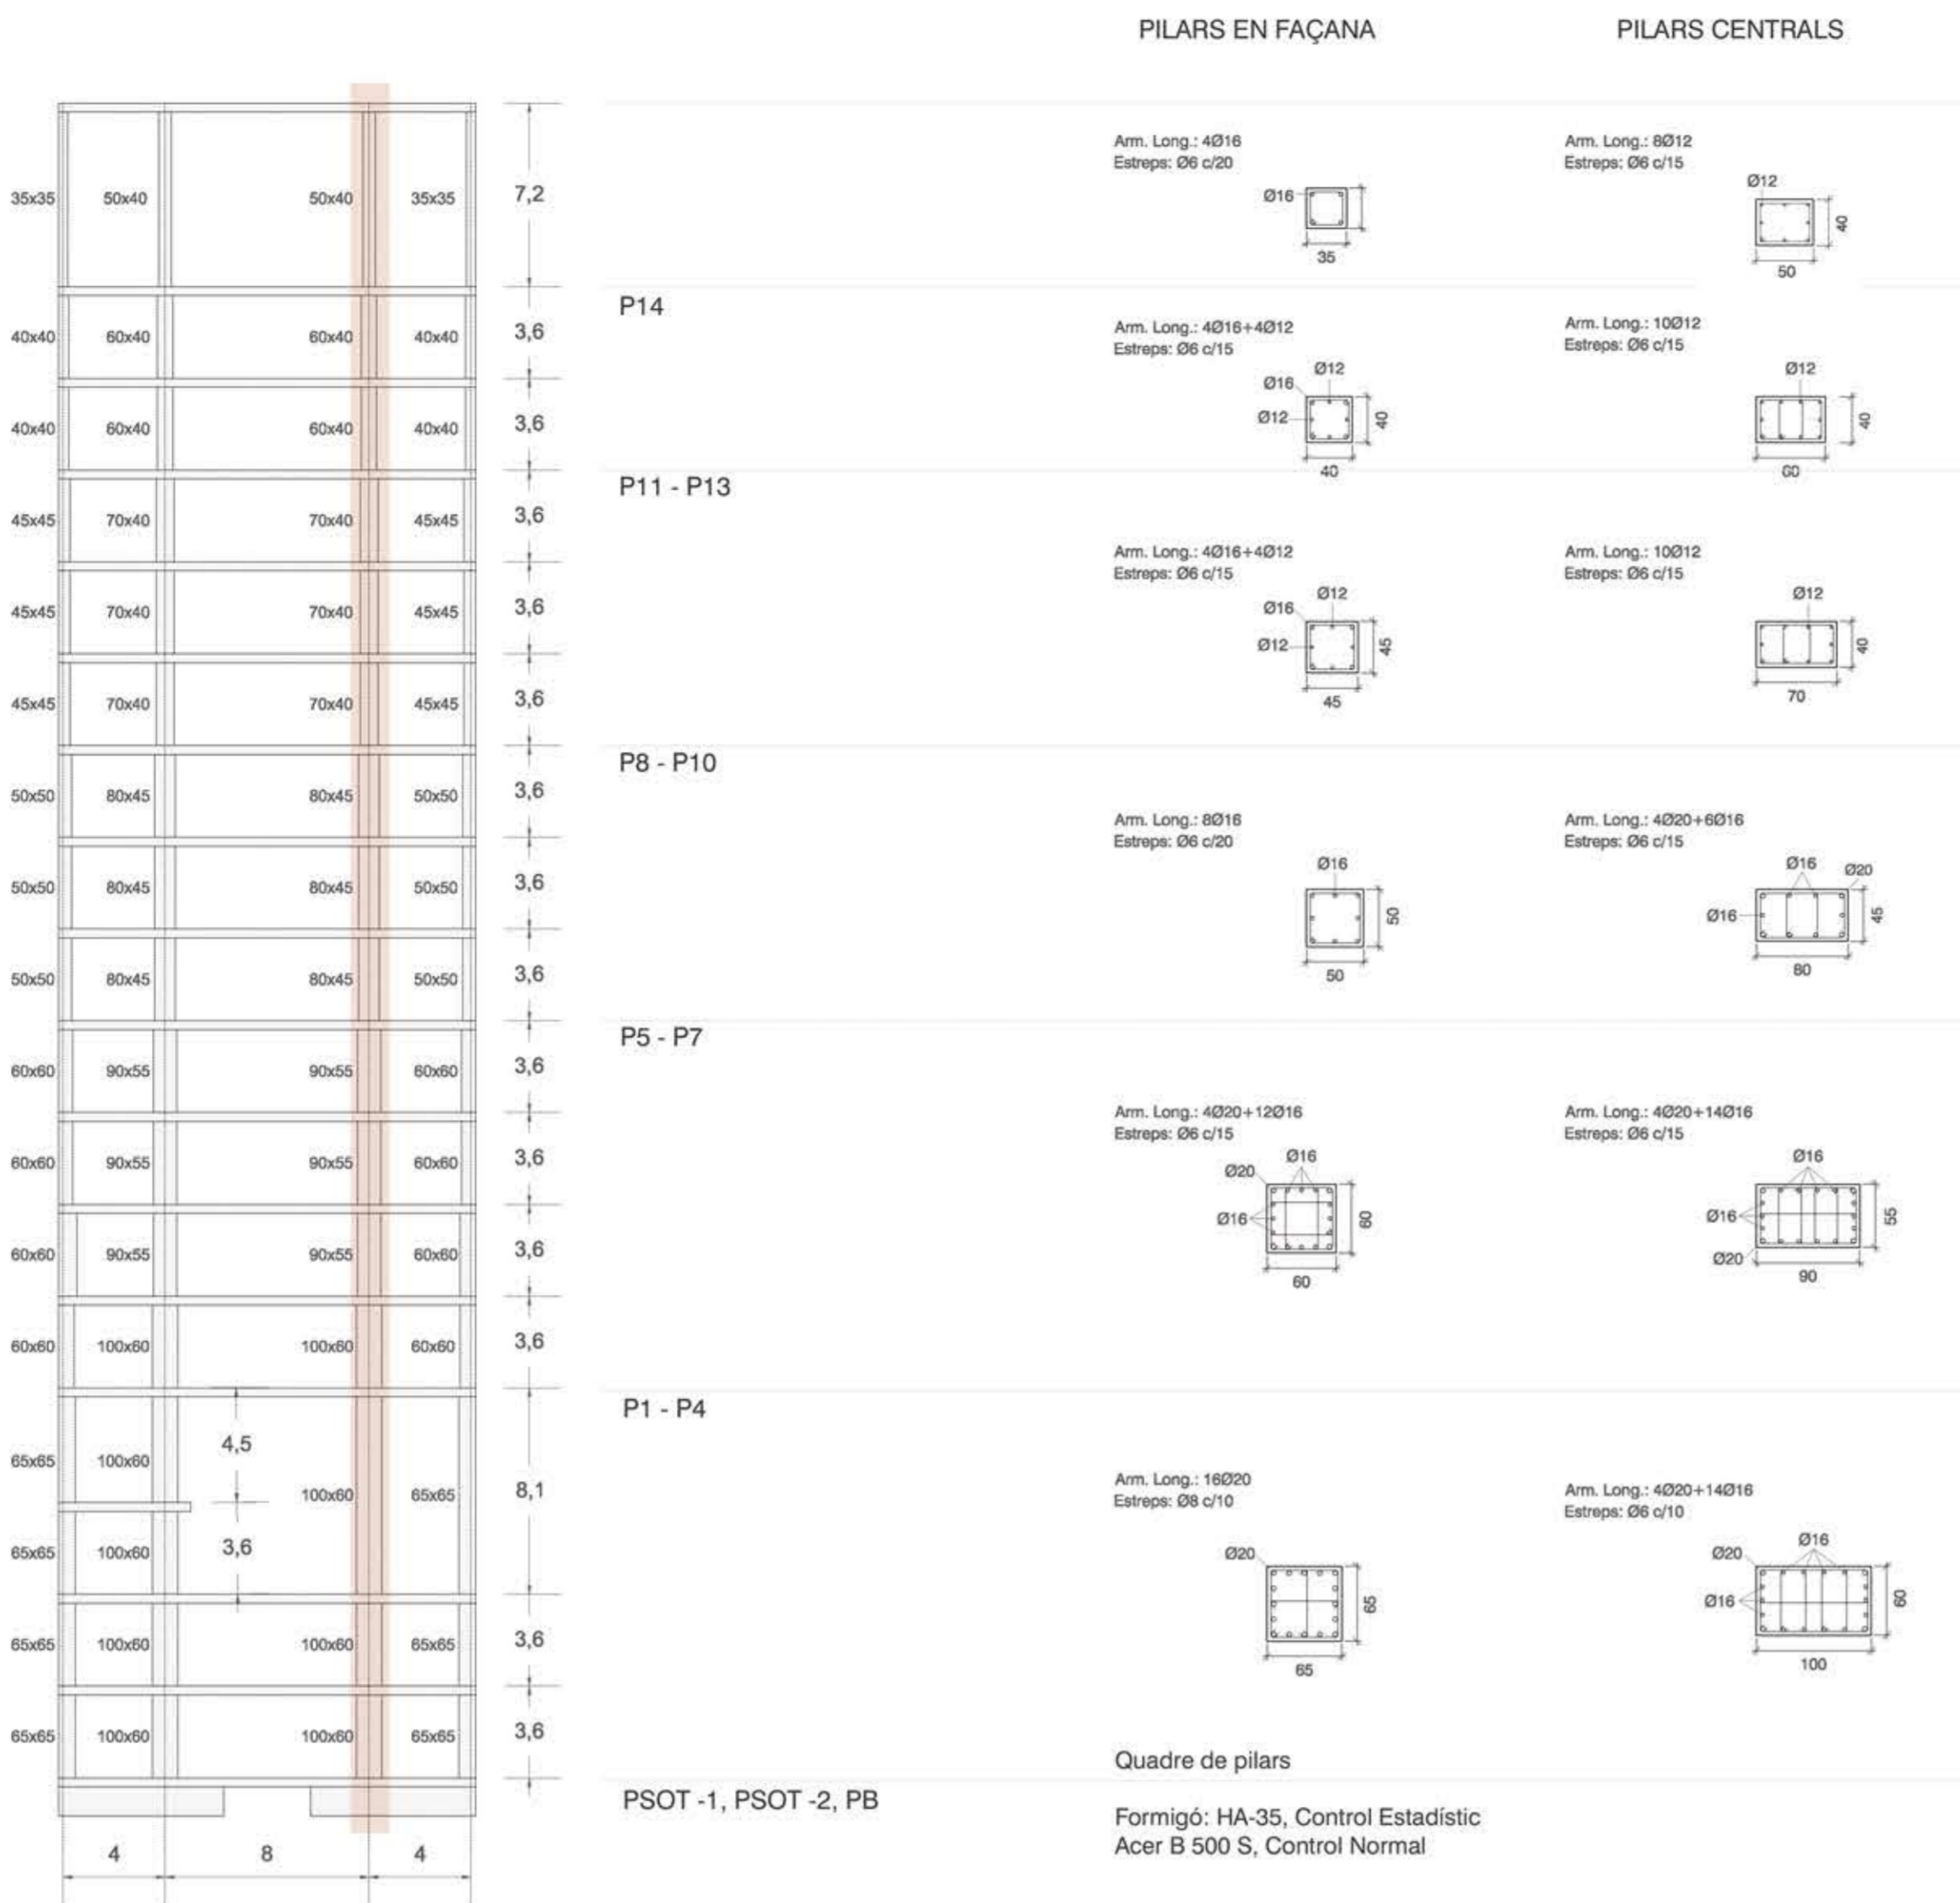 PILARS EN FAÇANA
PILARS CENTRALS
35x35 50x40 50x40 35x35 7,2
Arm. Long.: 4Ø16
Estreps: Ø6 c/20
Ø16
35
Arm. Long.: 8Ø12
Estreps: Ø6 c/15
Ø12
40
50
P14
40x40 60x40 60x40 40x40 3,6
40x40 60x40 60x40 40x40 3,6
Arm. Long.: 4Ø16+4Ø12
Estreps: Ø6 c/15
Ø12
Ø16
Ø12
40
40
Arm. Long.: 10Ø12
Estreps: Ø6 c/15
Ø12
40
60
P11 - P13
45x45 70x40 70x40 45x45 3,6
45x45 70x40 70x40 45x45 3,6
45x45 70x40 70x40 45x45 3,6
Arm. Long.: 4Ø16+4Ø12
Estreps: Ø6 c/15
Ø12
Ø16
Ø12
45
45
Arm. Long.: 10Ø12
Estreps: Ø6 c/15
Ø12
40
70
P8 - P10
50x50 80x45 80x45 50x50 3,6
50x50 80x45 80x45 50x50 3,6
50x50 80x45 80x45 50x50 3,6
Arm. Long.: 8Ø16
Estreps: Ø6 c/20
Ø16
50
50
Arm. Long.: 4Ø20+6Ø16
Estreps: Ø6 c/15
Ø16
Ø20
Ø16
45
80
P5 - P7
60x60 90x55 90x55 60x60 3,6
60x60 90x55 90x55 60x60 3,6
60x60 90x55 90x55 60x60 3,6
60x60 100x60 100x60 60x60 3,6
Arm. Long.: 4Ø20+12Ø16
Estreps: Ø6 c/15
Ø16
Ø20
Ø16
60
60
Arm. Long.: 4Ø20+14Ø16
Estreps: Ø6 c/15
Ø16
Ø16
55
Ø20
90
P1 - P4
4,5
65x65 100x60
100x60 65x65 8,1
65x65 100x60 3,6
65x65 100x60 100x60 65x65 3,6
65x65 100x60 100x60 65x65 3,6
Arm. Long.: 16Ø20
Estreps: Ø8 c/10
Ø20
65
65
Arm. Long.: 4Ø20+14Ø16
Estreps: Ø6 c/10
Ø16
Ø20
Ø16
60
100
Quadre de pilars
PSOT -1, PSOT -2, PB
Formigó: HA-35, Control Estadístic
Acer B 500 S, Control Normal
4 8 4